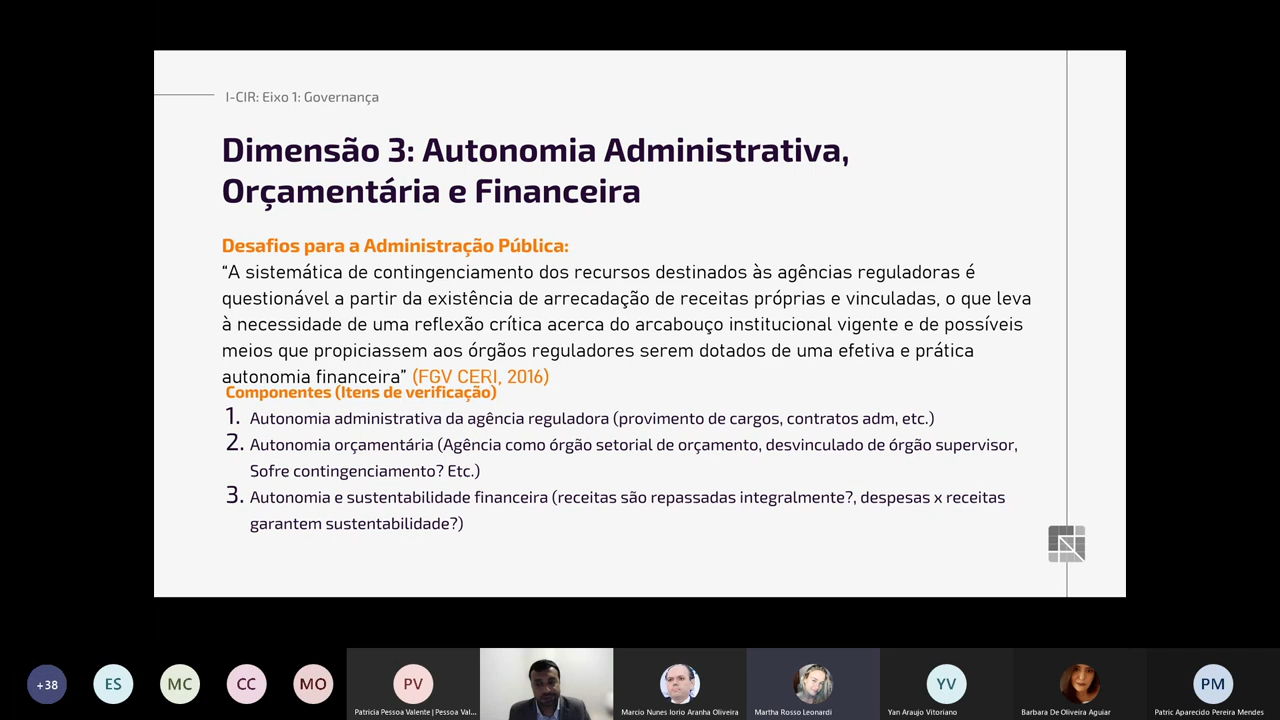 I-CIR: Eixo 1: Governança
Dimensão 3: Autonomia Administrativa,
Orçamentária e Financeira
Desafios para a Administração Pública:
“A sistemática de contingenciamento dos recursos destinados às agências reguladoras é
questionável a partir da existência de arrecadação de receitas próprias e vinculadas, o que leva
à necessidade de uma reflexão crítica acerca do arcabouço institucional vigente e de possíveis
meios que propiciassem aos órgãos reguladores serem dotados de uma efetiva e prática
autonomia financeira” (FGV CERI, 2016)
Componentes (Itens de verificação)
1. Autonomia administrativa da agência reguladora (provimento de cargos, contratos adm, etc.)
2. Autonomia orçamentária (Agência como órgão setorial de orçamento, desvinculado de órgão supervisor,
Sofre contingenciamento? Etc.)
3. Autonomia e sustentabilidade financeira (receitas são repassadas integralmente?, despesas x receitas
garantem sustentabilidade?)
+38 ES MC CC MO PV YV PM
Patricia Pessoa Valente | Pessoa Val... Marcio Nunes Iorio Aranha Oliveira Martha Rosso Leonardi Yan Araujo Vitoriano Barbara De Oliveira Aguiar Patric Aparecido Pereira Mendes